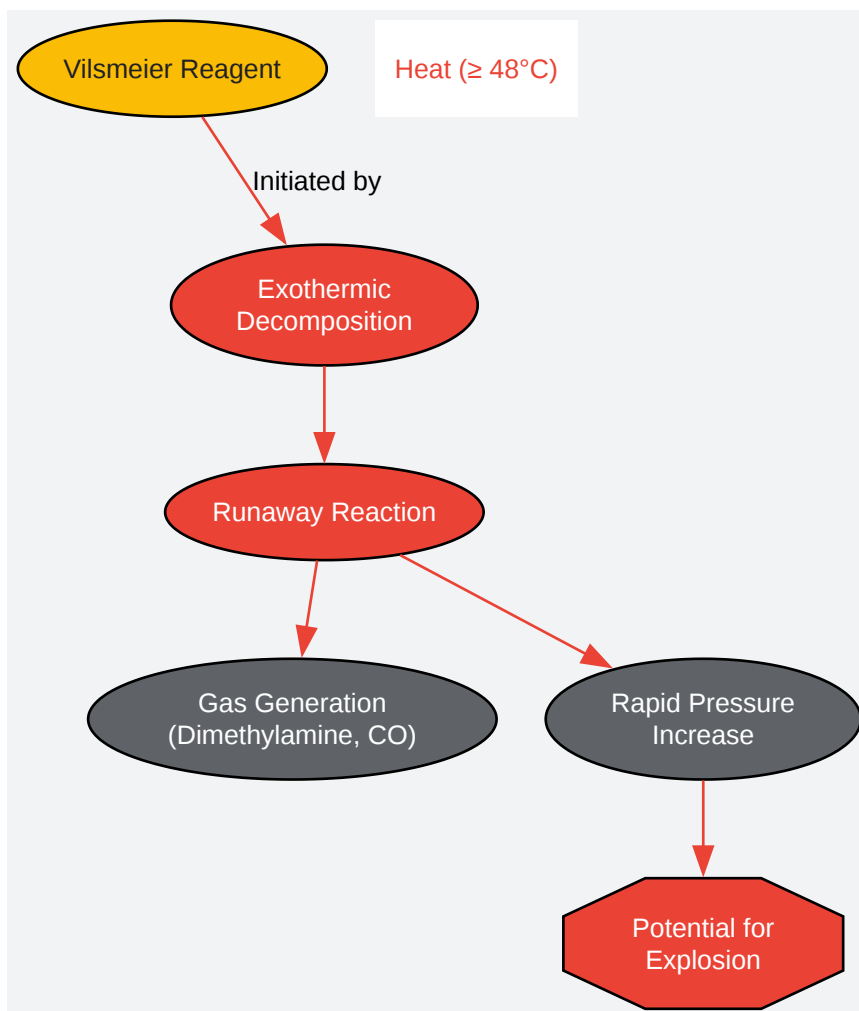 Vilsmeier Reagent
Heat (≥ 48°C)
Initiated by
Exothermic
Decomposition
Runaway Reaction
Gas Generation
(Dimethylamine, CO)
Rapid Pressure
Increase
Potential for
Explosion